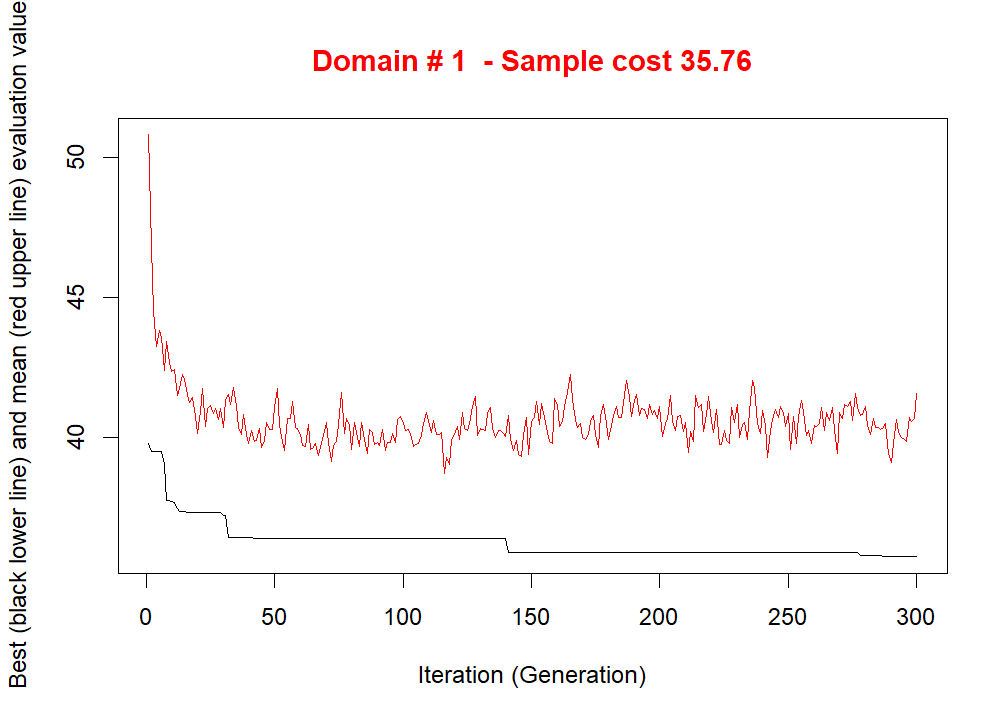 Domain # 1  - Sample cost 35.76
Best (black lower line) and mean (red upper line) evaluation value
50
45
40
0 50 100 150 200 250 300
Iteration (Generation)